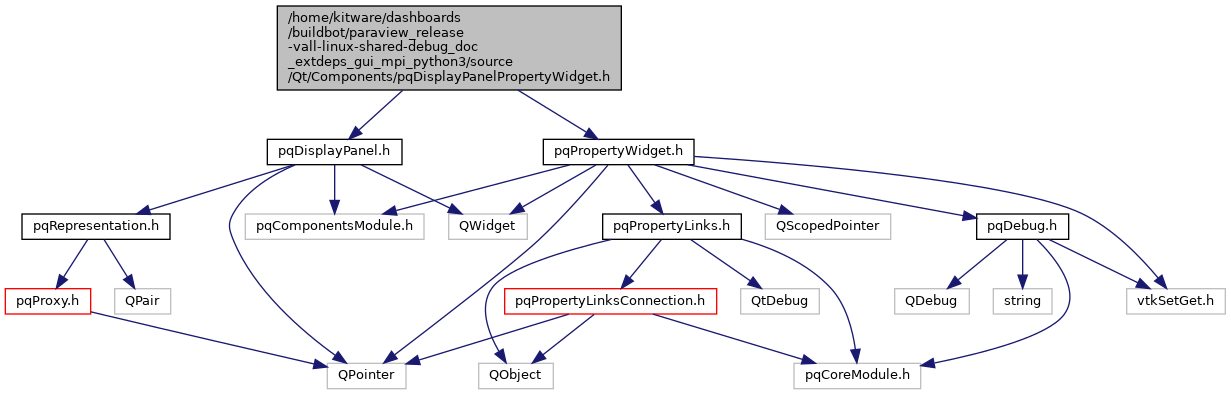 /home/kitware/dashboards
/buildbot/paraview_release
-vall-linux-shared-debug_doc
_extdeps_gui_mpi_python3/source
/Qt/Components/pqDisplayPanelPropertyWidget.h
pqDisplayPanel.h
pqPropertyWidget.h
pqRepresentation.h
pqComponentsModule.h
QWidget
pqPropertyLinks.h
QScopedPointer
pqDebug.h
pqProxy.h
QPair
pqPropertyLinksConnection.h
QtDebug
QDebug
string
vtkSetGet.h
QPointer
QObject
pqCoreModule.h